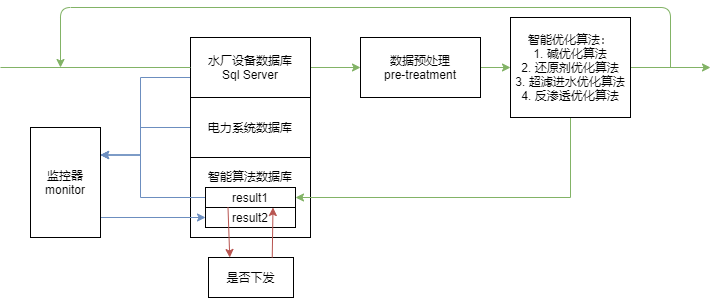 水厂设备数据库
Sql Server
数据预处理
pre-treatment
智能优化算法：
1. 碱优化算法
2. 还原剂优化算法
3. 超滤进水优化算法
4. 反渗透优化算法
电力系统数据库
监控器
monitor
智能算法数据库
result1
result2
是否下发